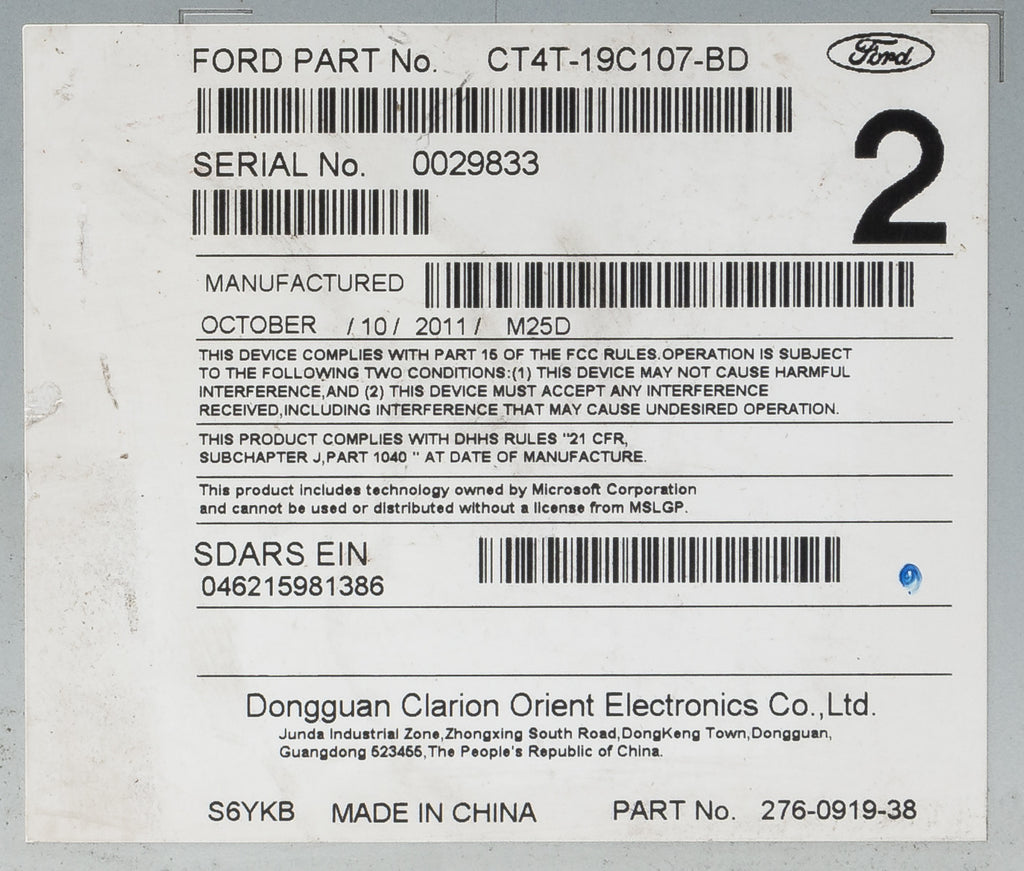 FORD PART No. CT4T-19C107-BD
Ford
2
SERIAL No. 0029833
MANUFACTURED
OCTOBER /10/ 2011/ M25D
THIS DEVICE COMPLIES WITH PART 15 OF THE FCC RULES.OPERATION IS SUBJECT
TO THE FOLLOWING TWO CONDITIONS:(1) THIS DEVICE MAY NOT CAUSE HARMFUL
INTERFERENCE,AND (2) THIS DEVICE MUST ACCEPT ANY INTERFERENCE
RECEIVED,INCLUDING INTERFERENCE THAT MAY CAUSE UNDESIRED OPERATION.
THIS PRODUCT COMPLIES WITH DHHS RULES "21 CFR,
SUBCHAPTER J,PART 1040 " AT DATE OF MANUFACTURE.
This product includes technology owned by Microsoft Corporation
and cannot be used or distributed without a license from MSLGP.
SDARS EIN
046215981386
Dongguan Clarion Orient Electronics Co.,Ltd.
Junda Industrial Zone,Zhongxing South Road,DongKeng Town,Dongguan,
Guangdong 523455,The People's Republic of China.
S6YKB MADE IN CHINA PART No. 276-0919-38